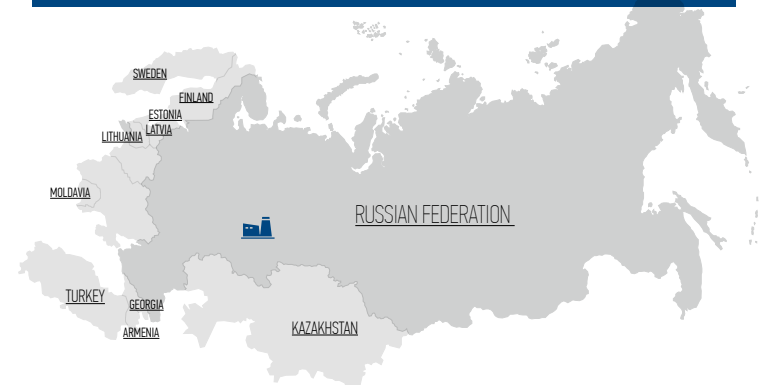 SWEDEN
FINLAND
ESTONIA
LATVIA
LITHUANIA
MOLDAVIA
RUSSIAN FEDERATION
TURKEY
GEORGIA
ARMENIA
KAZAKHSTAN